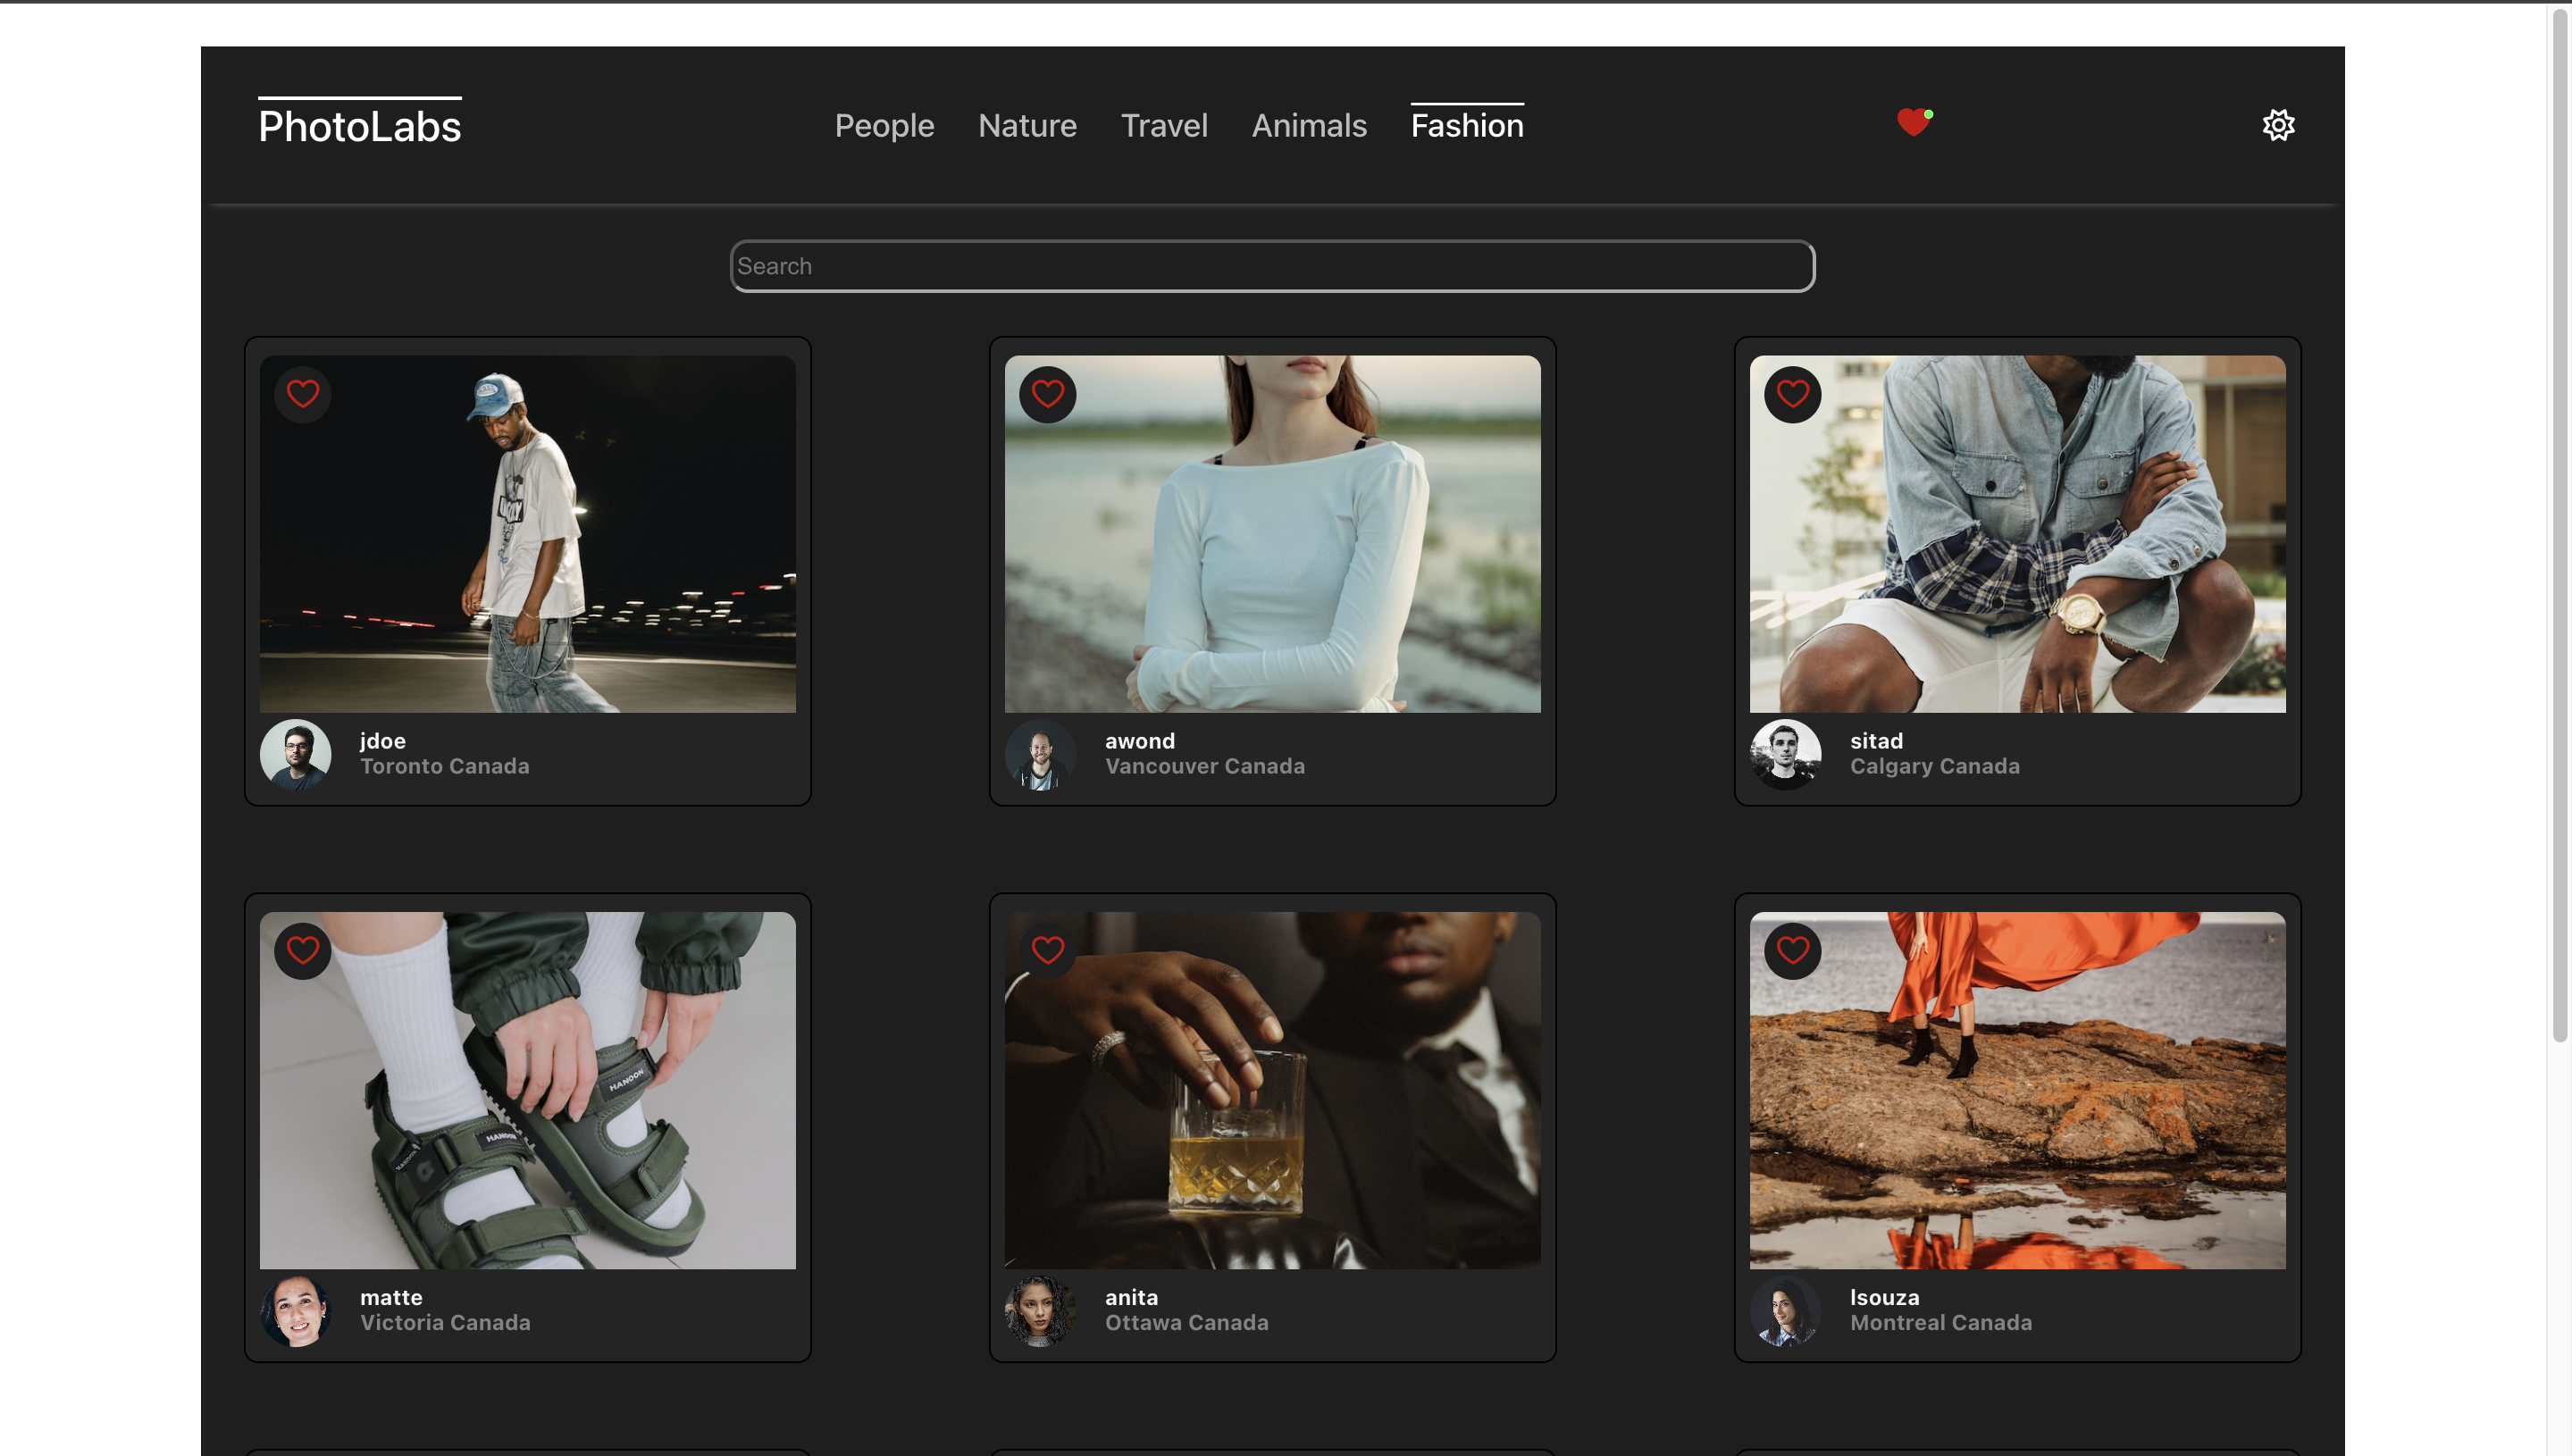 PhotoLabs
People
Nature
Travel
Animals
Fashion
Search
jdoe
Toronto Canada
awond
Vancouver Canada
sitad
Calgary Canada
HANOON
HANOON
matte
Victoria Canada
anita
Ottawa Canada
lsouza
Montreal Canada